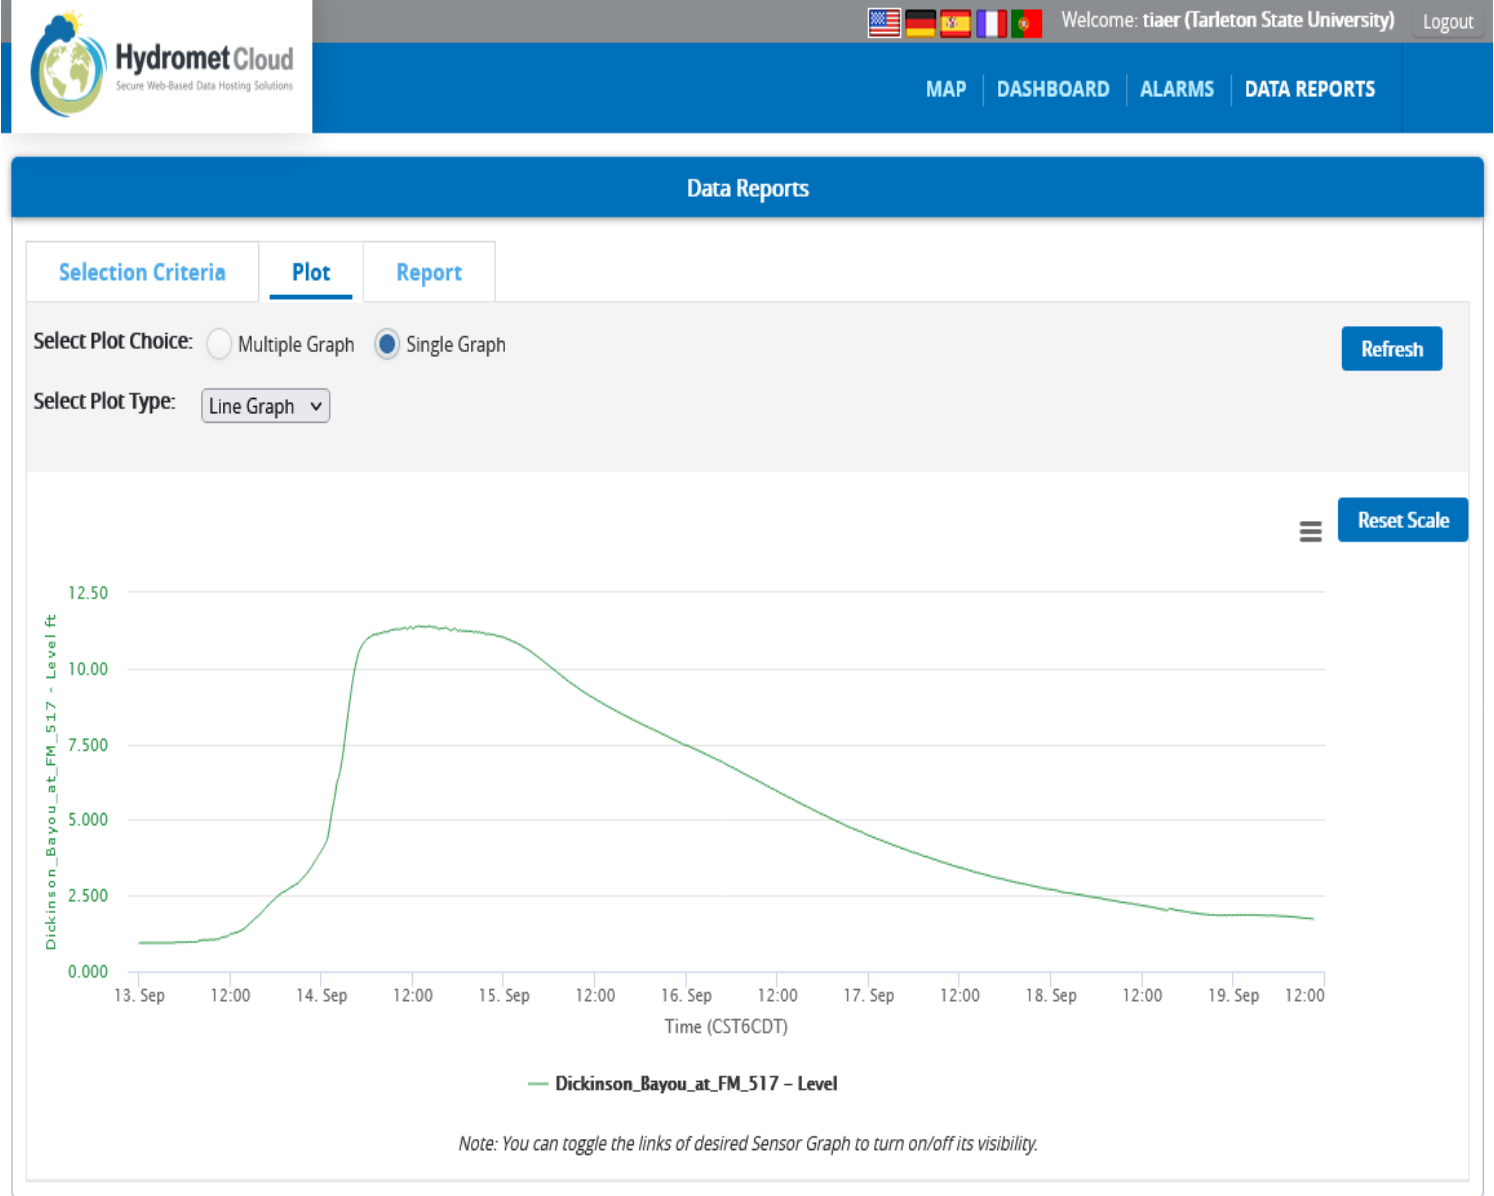 Welcome: tiaer (Tarleton State University) Logout
Hydromet Cloud
Secure Web-Based Data Hosting Solutions
MAP DASHBOARD ALARMS DATA REPORTS
Data Reports
Selection Criteria Plot Report
Select Plot Choice: Multiple Graph Single Graph
Refresh
Select Plot Type: Line Graph
Reset Scale
Dickinson_Bayou_at_FM_517 - Level ft
12.50
10.00
7.500
5.000
2.500
0.000
13. Sep 12:00 14. Sep 12:00 15. Sep 12:00 16. Sep 12:00 17. Sep 12:00 18. Sep 12:00 19. Sep 12:00
Time (CST6CDT)
Dickinson_Bayou_at_FM_517 – Level
Note: You can toggle the links of desired Sensor Graph to turn on/off its visibility.